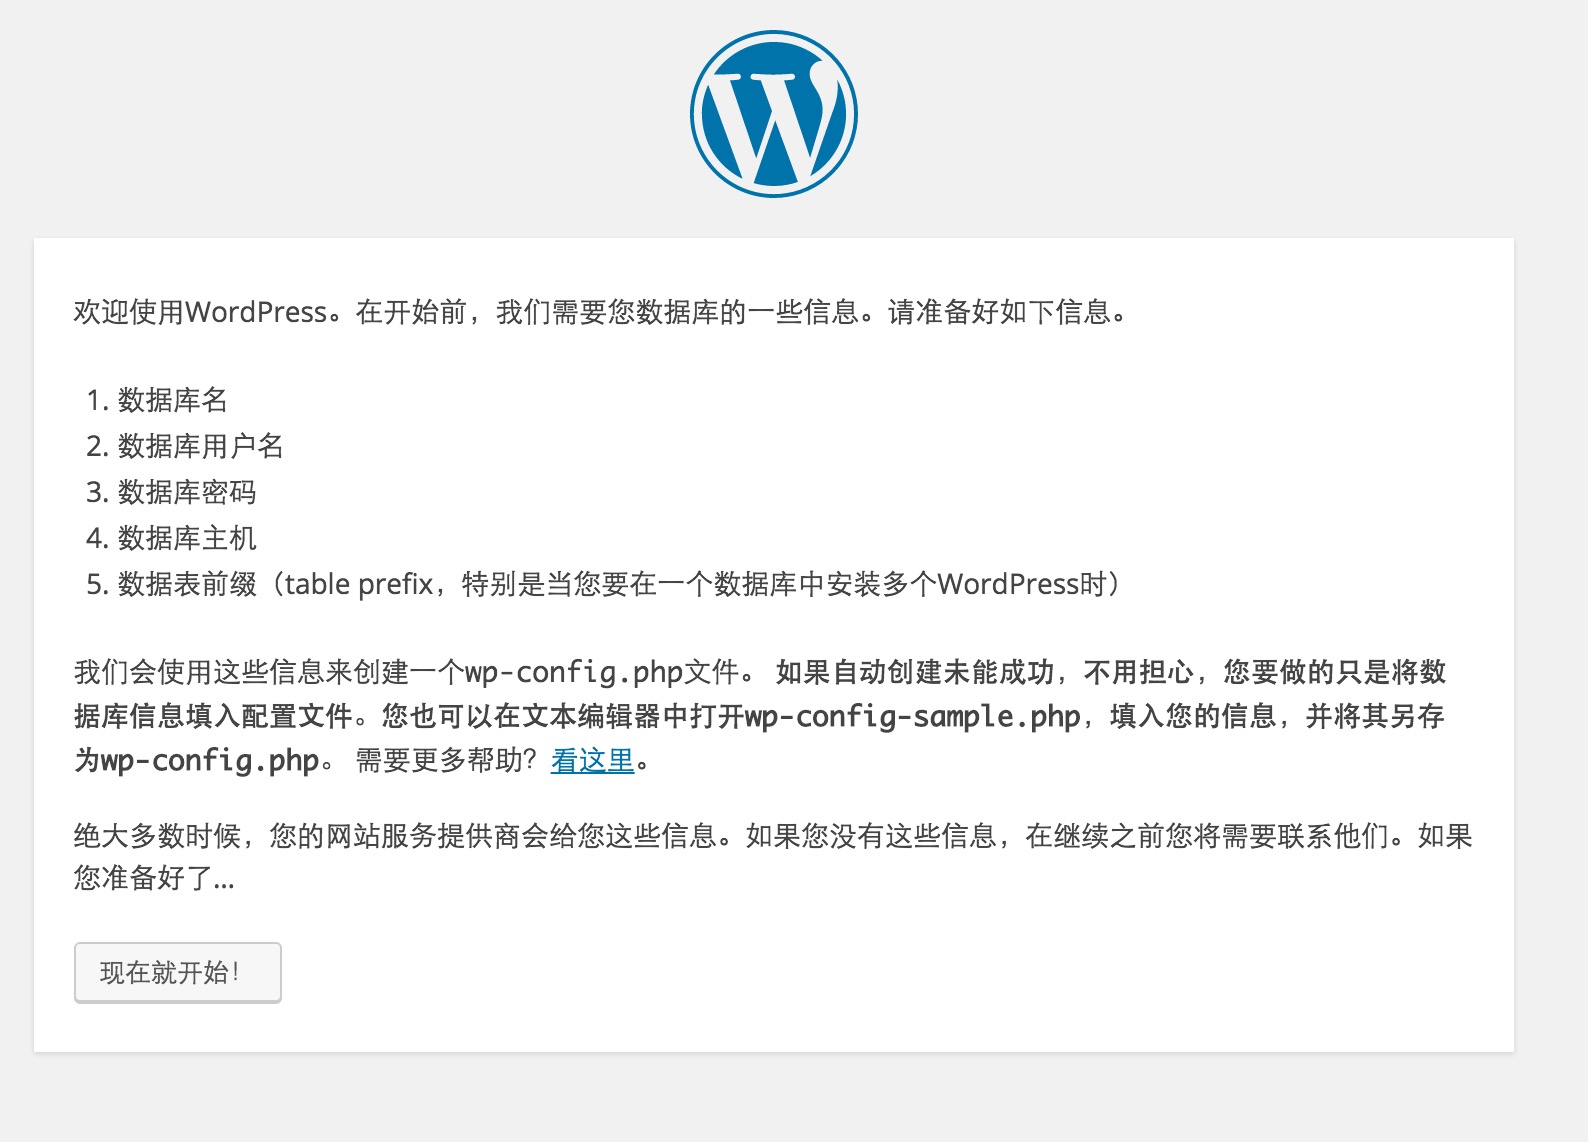 欢迎使用WordPress。在开始前，我们需要您数据库的一些信息。请准备好如下信息。
1. 数据库名
2. 数据库用户名
3. 数据库密码
4. 数据库主机
5. 数据表前缀（table prefix，特别是当您要在一个数据库中安装多个WordPress时）
我们会使用这些信息来创建一个wp-config.php文件。 如果自动创建未能成功，不用担心，您要做的只是将数
据库信息填入配置文件。您也可以在文本编辑器中打开wp-config-sample.php，填入您的信息，并将其另存
为wp-config.php。 需要更多帮助？看这里。
绝大多数时候，您的网站服务提供商会给您这些信息。如果您没有这些信息，在继续之前您将需要联系他们。如果
您准备好了…
现在就开始！